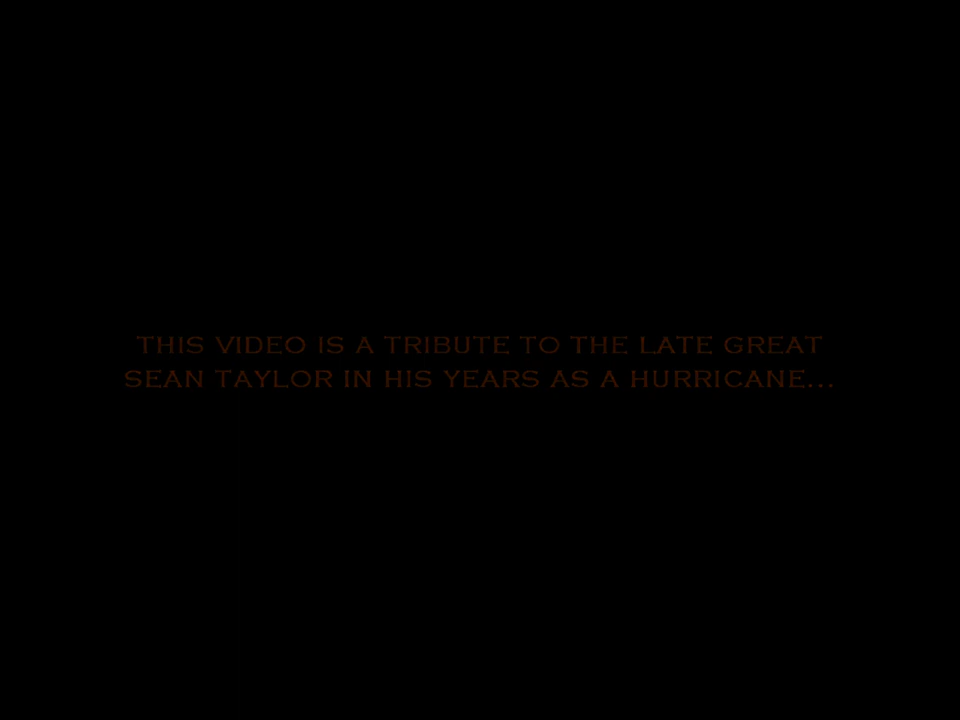 THIS VIDEO IS A TRIBUTE TO THE LATE GREAT
SEAN TAYLOR IN HIS YEARS AS A HURRICANE...